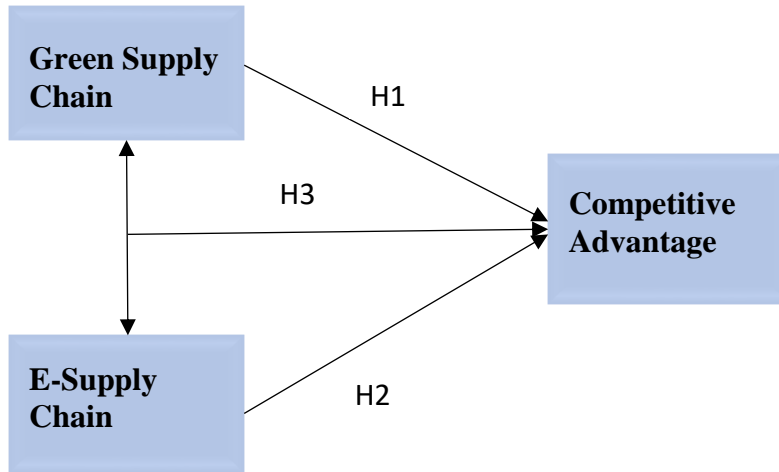 Green Supply
Chain
H1
H3
Competitive
Advantage
E-Supply
Chain
H2